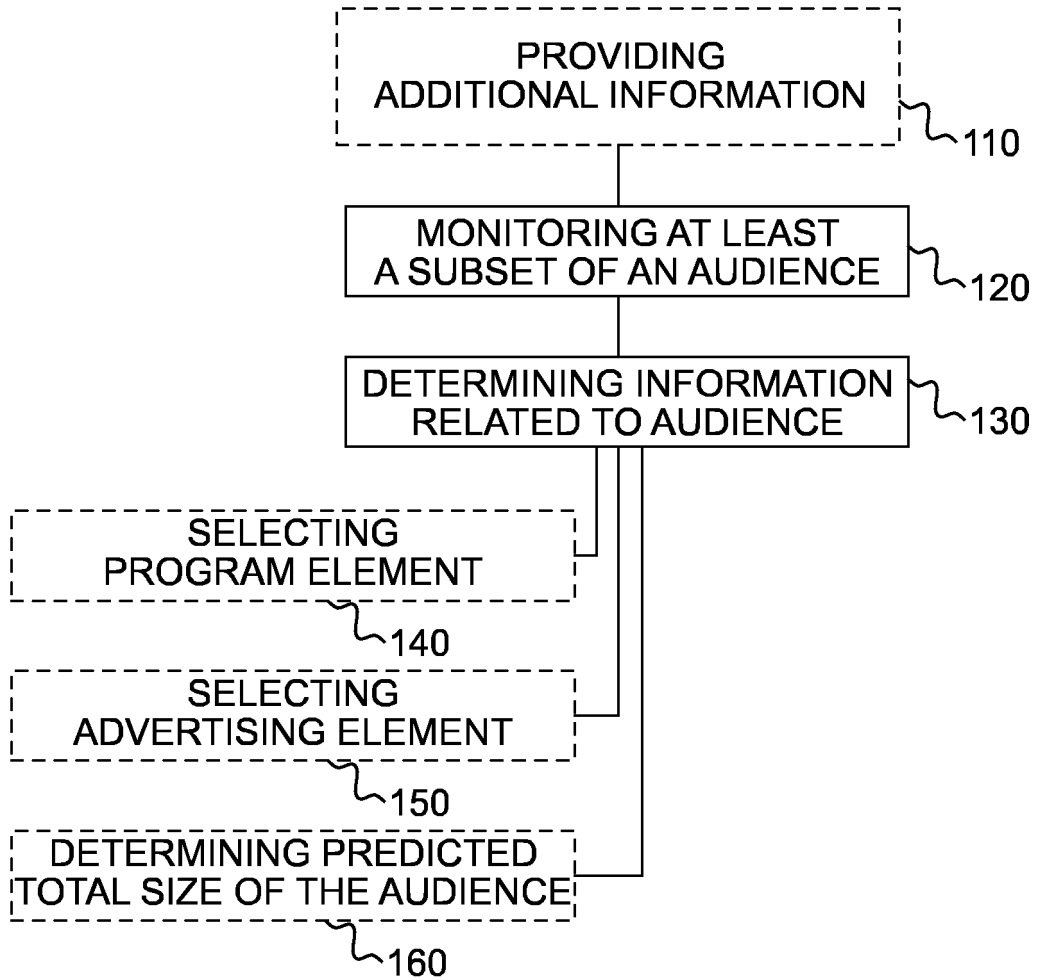 PROVIDING
ADDITIONAL INFORMATION
110
MONITORING AT LEAST
A SUBSET OF AN AUDIENCE
120
DETERMINING INFORMATION
RELATED TO AUDIENCE
130
SELECTING
PROGRAM ELEMENT
140
SELECTING
ADVERTISING ELEMENT
150
DETERMINING PREDICTED
TOTAL SIZE OF THE AUDIENCE
160